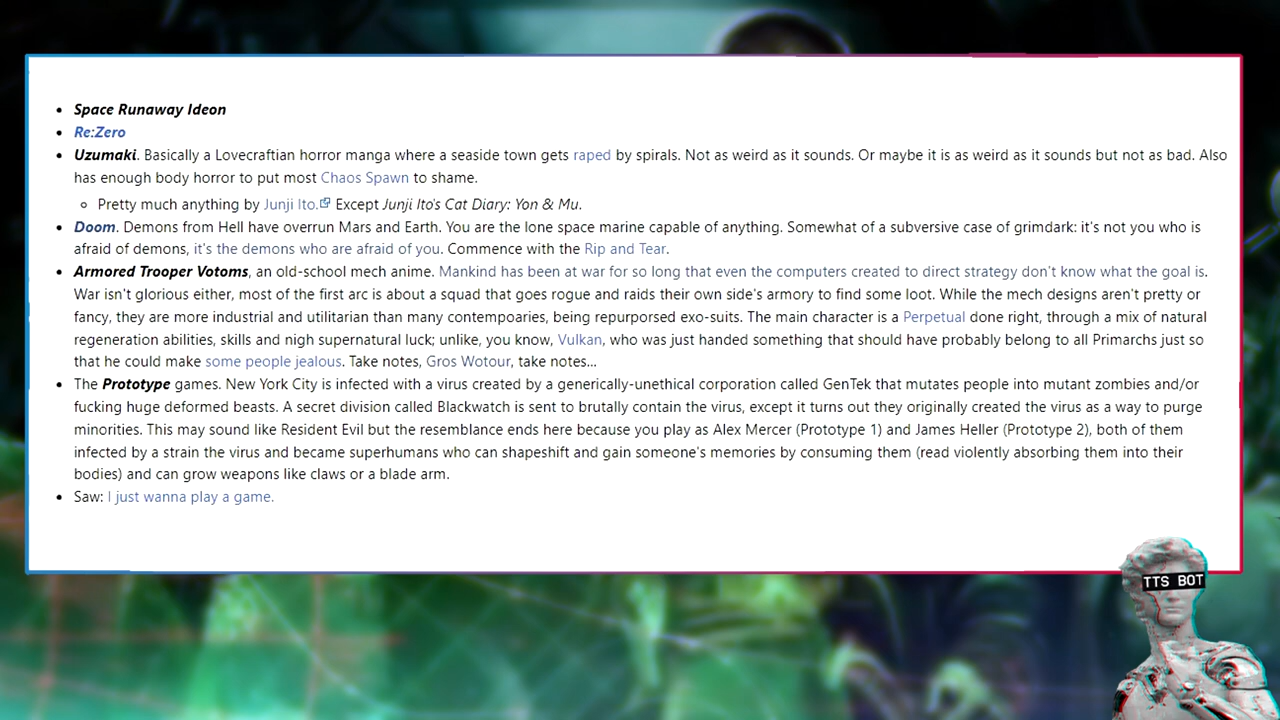 Space Runaway Ideon
Re:Zero
Uzumaki. Basically a Lovecraftian horror manga where a seaside town gets raped by spirals. Not as weird as it sounds. Or maybe it is as weird as it sounds but not as bad. Also
has enough body horror to put most Chaos Spawn to shame.
Pretty much anything by Junji Ito. Except Junji Ito's Cat Diary: Yon & Mu.
Doom. Demons from Hell have overrun Mars and Earth. You are the lone space marine capable of anything. Somewhat of a subversive case of grimdark: it's not you who is
afraid of demons, it's the demons who are afraid of you. Commence with the Rip and Tear.
Armored Trooper Votoms, an old-school mech anime. Mankind has been at war for so long that even the computers created to direct strategy don't know what the goal is.
War isn't glorious either, most of the first arc is about a squad that goes rogue and raids their own side's armory to find some loot. While the mech designs aren't pretty or
fancy, they are more industrial and utilitarian than many contempoaries, being repurporsed exo-suits. The main character is a Perpetual done right, through a mix of natural
regeneration abilities, skills and nigh supernatural luck; unlike, you know, Vulkan, who was just handed something that should have probably belong to all Primarchs just so
that he could make some people jealous. Take notes, Gros Wotour, take notes...
The Prototype games. New York City is infected with a virus created by a generically-unethical corporation called GenTek that mutates people into mutant zombies and/or
fucking huge deformed beasts. A secret division called Blackwatch is sent to brutally contain the virus, except it turns out they originally created the virus as a way to purge
minorities. This may sound like Resident Evil but the resemblance ends here because you play as Alex Mercer (Prototype 1) and James Heller (Prototype 2), both of them
infected by a strain the virus and became superhumans who can shapeshift and gain someone's memories by consuming them (read violently absorbing them into their
bodies) and can grow weapons like claws or a blade arm.
Saw: I just wanna play a game.
TTS BOT